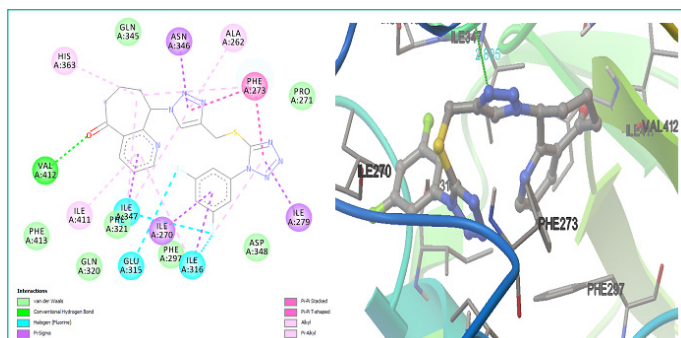 GLN
A:345
ASN
A:346
ALA
A:262
HIS
A:363
PHE
A:273
PRO
A:271
VAL
A:412
ILE
A:411
ILE
A:347
PHE
A:321
ILE
A:270
ILE
A:279
PHE
A:413
GLN
A:320
GLU
A:315
PHE
A:297
ILE
A:316
ASP
A:348
O
N
N
N
N
S
N
N
N
N
Interactions
van der Waals
Conventional Hydrogen Bond
Halogen (Fluorine)
Pi-Sigma
Pi-Pi Stacked
Pi-Pi T-shaped
Alkyl
Pi-Alkyl
ILE347
VAL412
ILE270
PHE273
PHE297